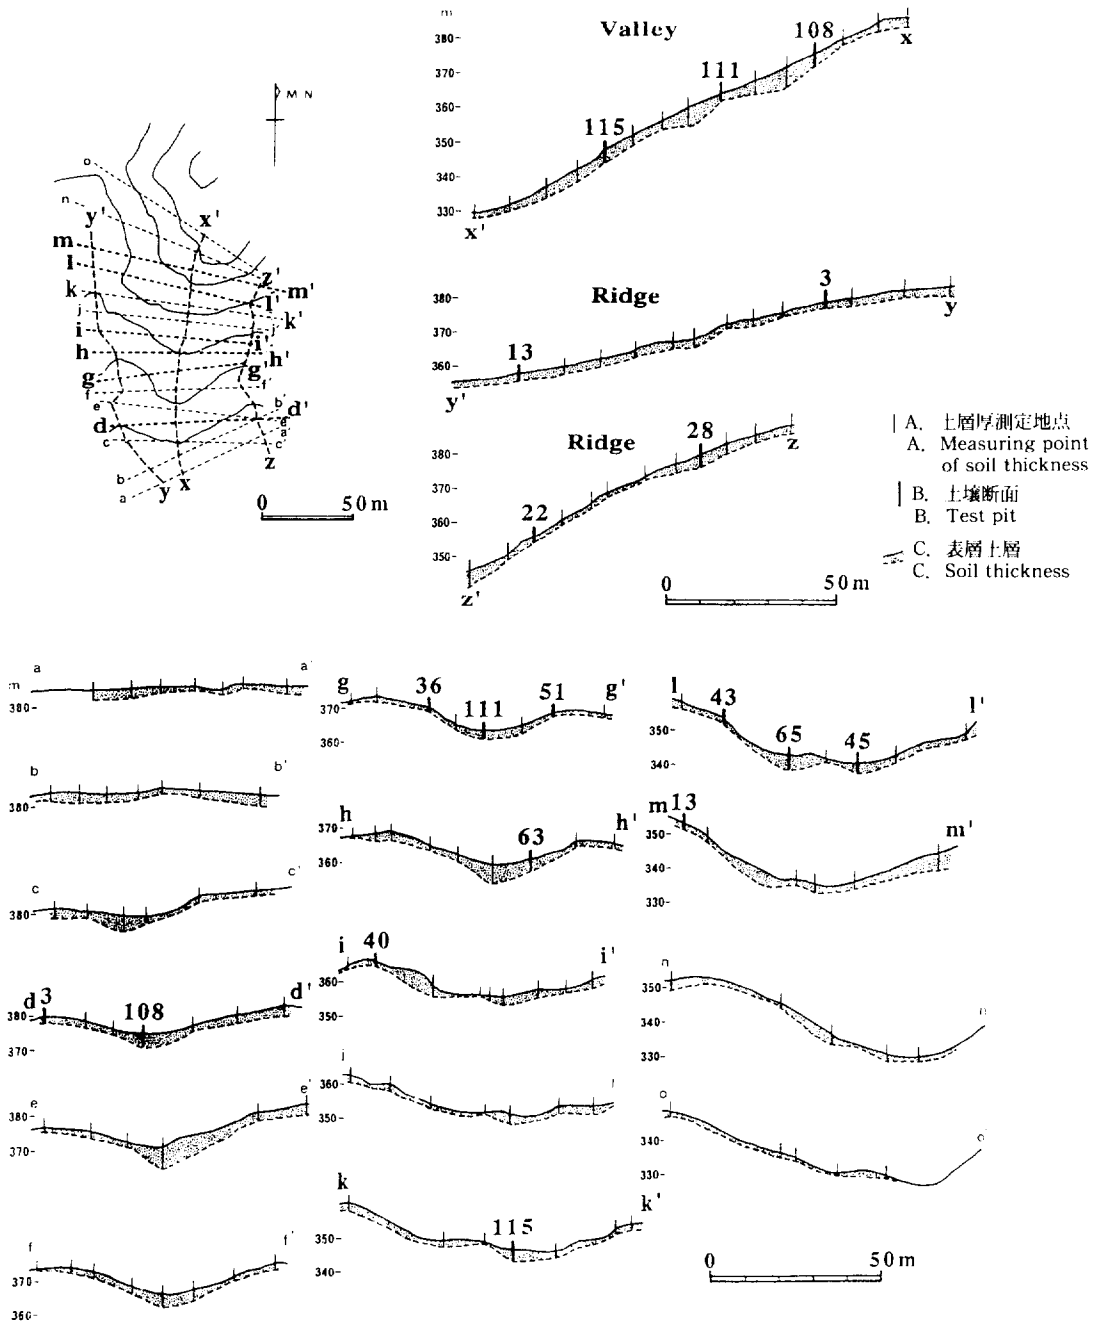 M N
o
n
y'
x'
m
l
z'
m'
l'
k
k'
j
i
i'
h
h'
g
g'
f
f'
e
b'
d'
d
e'
a'
c
c'
b
a
y
x
z
0 50 m
m
Valley
380-
370-
360-
350-
340-
330-
108
111
115
x
x'
Ridge
380-
370-
360-
3
13
y
y'
Ridge
380-
370-
360-
350-
28
22
z
z'
A. 土層厚測定地点
A. Measuring point
of soil thickness
B. 土壌断面
B. Test pit
C. 表層土層
C. Soil thickness
0 50 m
a
a'
m
380-
b
b'
380-
c
c'
380-
d 3
108
d'
380-
370-
e
e'
380-
370-
f
f'
370-
360-
g
36
111
51
g'
370-
360-
h
63
h'
370-
360-
i
40
i'
360-
350-
j
360-
350-
k
115
k'
350-
340-
l
43
65
45
l'
350-
340-
m 13
m'
350-
340-
330-
n
350-
340-
330-
o
340-
330-
0 50 m